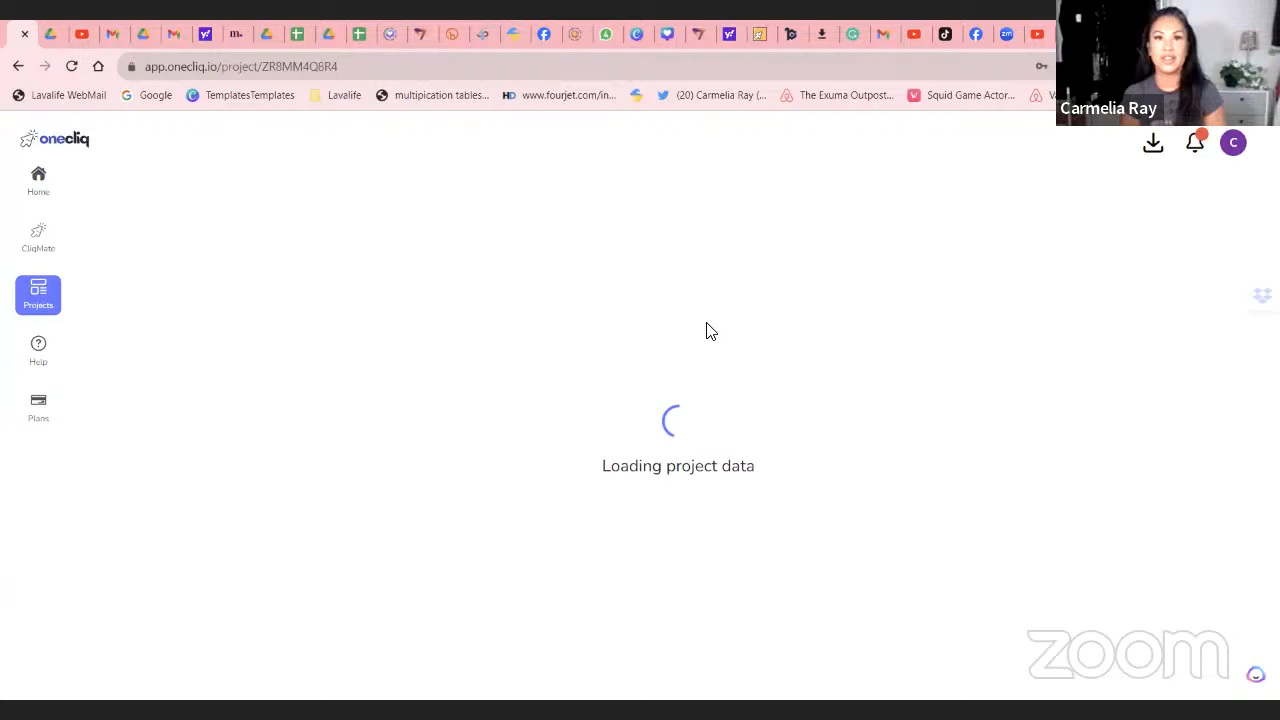 app.onecliq.io/project/ZR8MM4Q8R4
Lavalife WebMail
Google
TemplatesTemplates
Lavalife
multipication tables...
HD www.fourjet.com/in...
(20) Carmelia Ray (...
The Exuma Outpost...
Squid Game Actor...
Carmelia Ray
onecliq
C
Home
CliqMate
Projects
Help
Plans
Loading project data
zoom